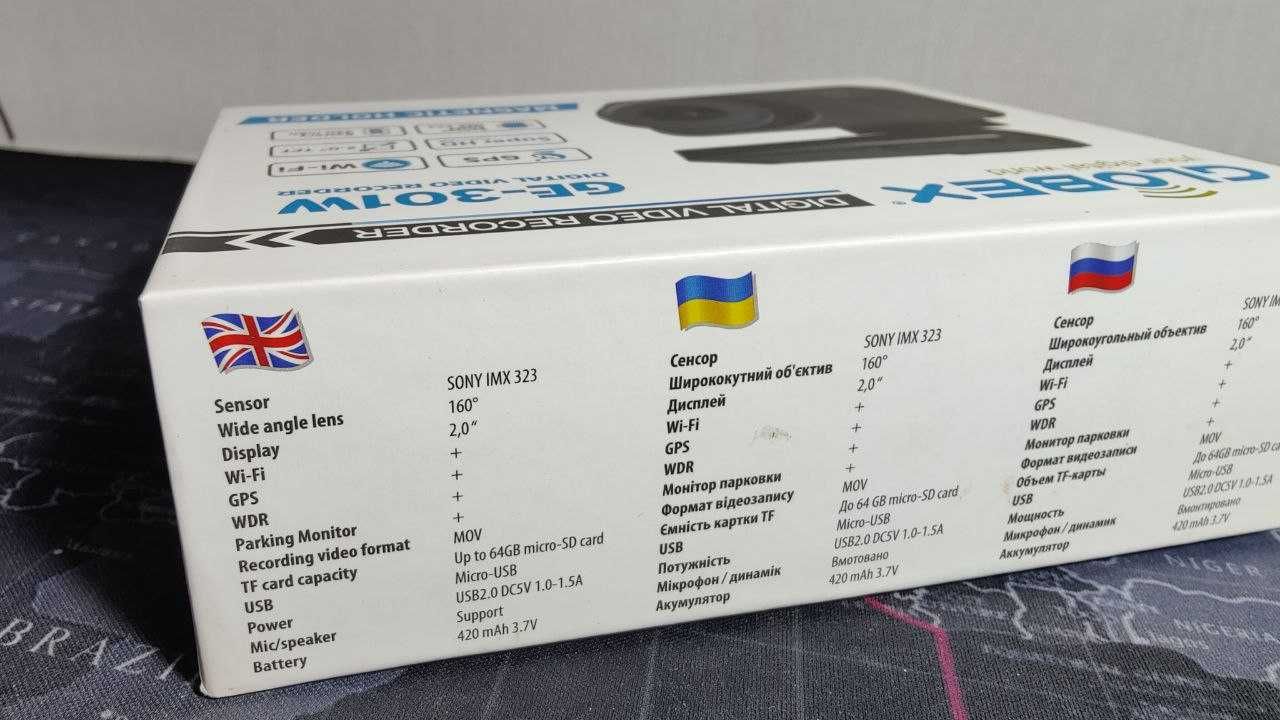 GLOBEX®
your digital world
DIGITAL VIDEO RECORDER
GE-301W
DIGITAL VIDEO RECORDER
GPS
Wi-Fi
Super HD
MAGNETIC HOLDER
Sensor SONY IMX 323
Wide angle lens 160°
Display 2,0“
Wi-Fi +
GPS +
WDR +
Parking Monitor +
Recording video format MOV
TF card capacity Up to 64GB micro-SD card
USB Micro-USB
Power USB2.0 DC5V 1.0-1.5A
Mic/speaker Support
Battery 420 mAh 3.7V
Сенсор SONY IMX 323
Ширококутний об'єктив 160°
Дисплей 2,0“
Wi-Fi +
GPS +
WDR +
Монітор парковки +
Формат відеозапису MOV
Ємність картки TF До 64 GB micro-SD card
USB Micro-USB
Потужність USB2.0 DC5V 1.0-1.5A
Мікрофон / динамік Вмотовано
Акумулятор 420 mAh 3.7V
Сенсор SONY
Широкоугольный объектив 160°
Дисплей 2,0“
Wi-Fi +
GPS +
WDR +
Монитор парковки +
Формат видеозаписи MOV
Объем TF-карты До 64GB micro-SD
USB Micro-USB
Мощность USB2.0 DC5V 1.0-1.5A
Микрофон / динамик Вмонтировано
Аккумулятор 420 mAh 3.7V
NIGER
NIGERIA